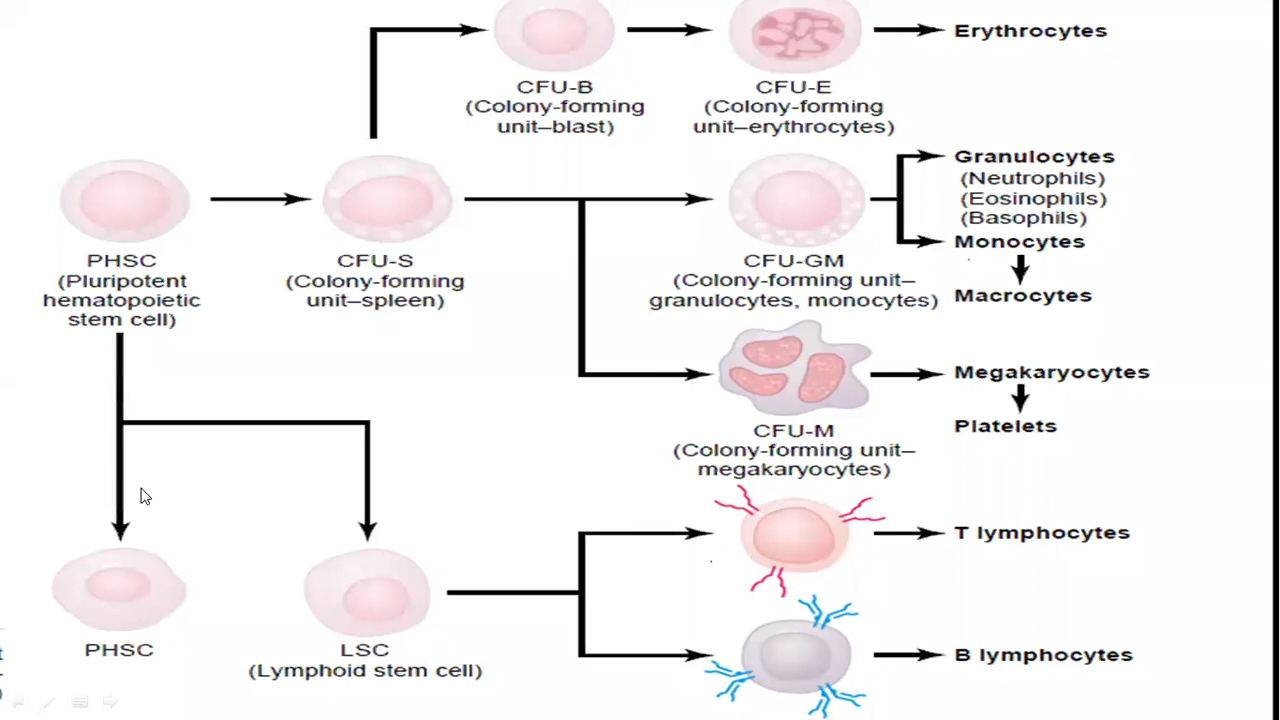 CFU-B
(Colony-forming
unit–blast)
CFU-E
(Colony-forming
unit–erythrocytes)
Erythrocytes
PHSC
(Pluripotent
hematopoietic
stem cell)
CFU-S
(Colony-forming
unit–spleen)
CFU-GM
(Colony-forming unit–
granulocytes, monocytes)
Granulocytes
(Neutrophils)
(Eosinophils)
(Basophils)
Monocytes
Macrocytes
CFU-M
(Colony-forming unit–
megakaryocytes)
Megakaryocytes
Platelets
PHSC
LSC
(Lymphoid stem cell)
T lymphocytes
B lymphocytes